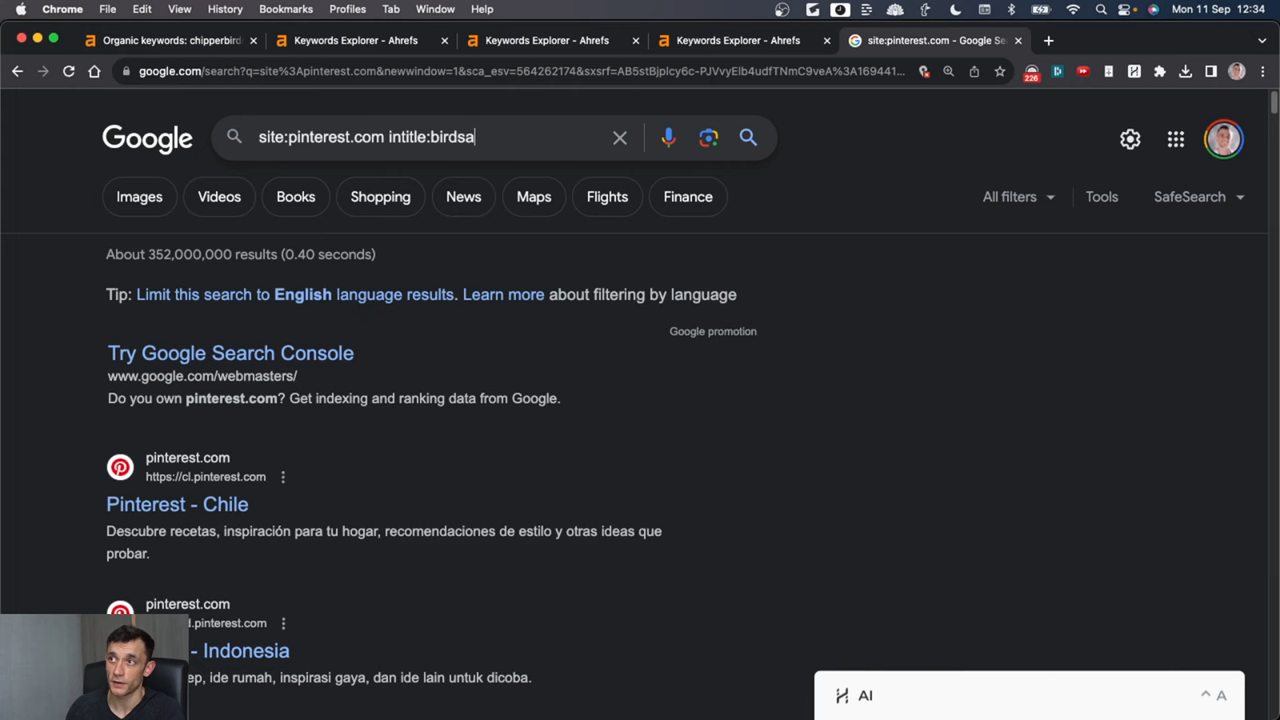 Chrome File Edit View History Bookmarks Profiles Tab Window Help Mon 11 Sep 12:34
Organic keywords: chipperbird Keywords Explorer - Ahrefs Keywords Explorer - Ahrefs Keywords Explorer - Ahrefs site:pinterest.com - Google Se
google.com/search?q=site%3Apinterest.com&newwindow=1&sca_esv=564262174&sxsrf=AB5stBjplcy6c-PJVvyElb4udfTNmC9veA%3A169441... 226
Google site:pinterest.com intitle:birdsa
Images Videos Books Shopping News Maps Flights Finance All filters Tools SafeSearch
About 352,000,000 results (0.40 seconds)
Tip: Limit this search to English language results. Learn more about filtering by language
Google promotion
Try Google Search Console
www.google.com/webmasters/
Do you own pinterest.com? Get indexing and ranking data from Google.
pinterest.com
https://cl.pinterest.com
Pinterest - Chile
Descubre recetas, inspiración para tu hogar, recomendaciones de estilo y otras ideas que
probar.
pinterest.com
d.pinterest.com
- Indonesia
ep, ide rumah, inspirasi gaya, dan ide lain untuk dicoba.
AI A